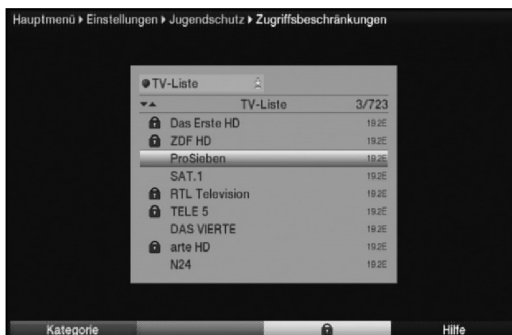 Hauptmenü ▸ Einstellungen ▸ Jugendschutz ▸ Zugriffsbeschränkungen
TV-Liste
TV-Liste 3/723
Das Erste HD 19.2E
ZDF HD 19.2E
ProSieben 19.2E
SAT.1 19.2E
RTL Television 19.2E
TELE 5 19.2E
DAS VIERTE 19.2E
arte HD 19.2E
N24 19.2E
Kategorie Hilfe